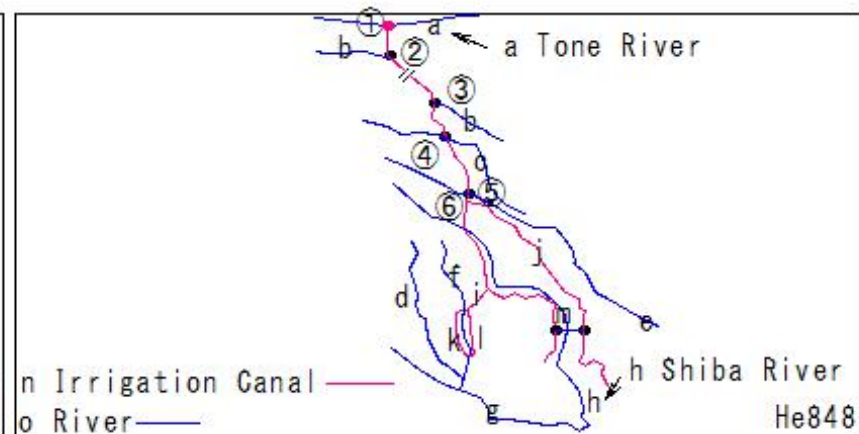 ①
a
a Tone River
b
②
③
b
④
c
⑤
⑥
j
d
f
i
e
m
k
l
n Irrigation Canal
h Shiba River
h
g
o River
He848